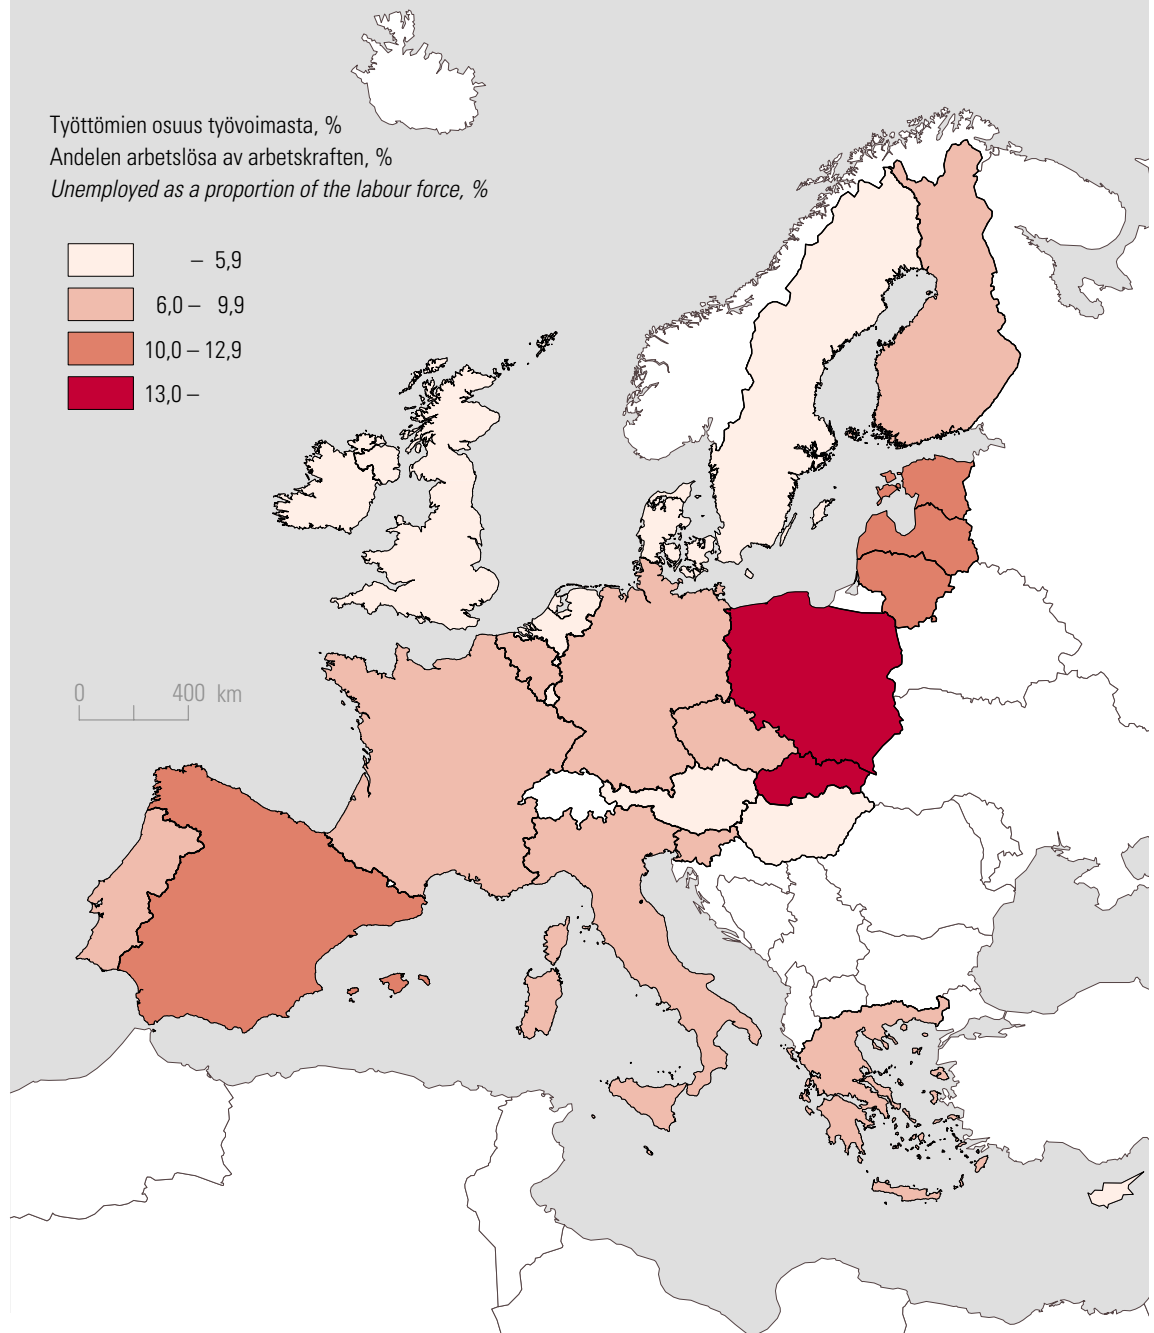 Työttömien osuus työvoimasta, %
Andelen arbetslösa av arbetskraften, %
Unemployed as a proportion of the labour force, %
– 5,9
6,0 – 9,9
10,0 – 12,9
13,0 –
0 400 km